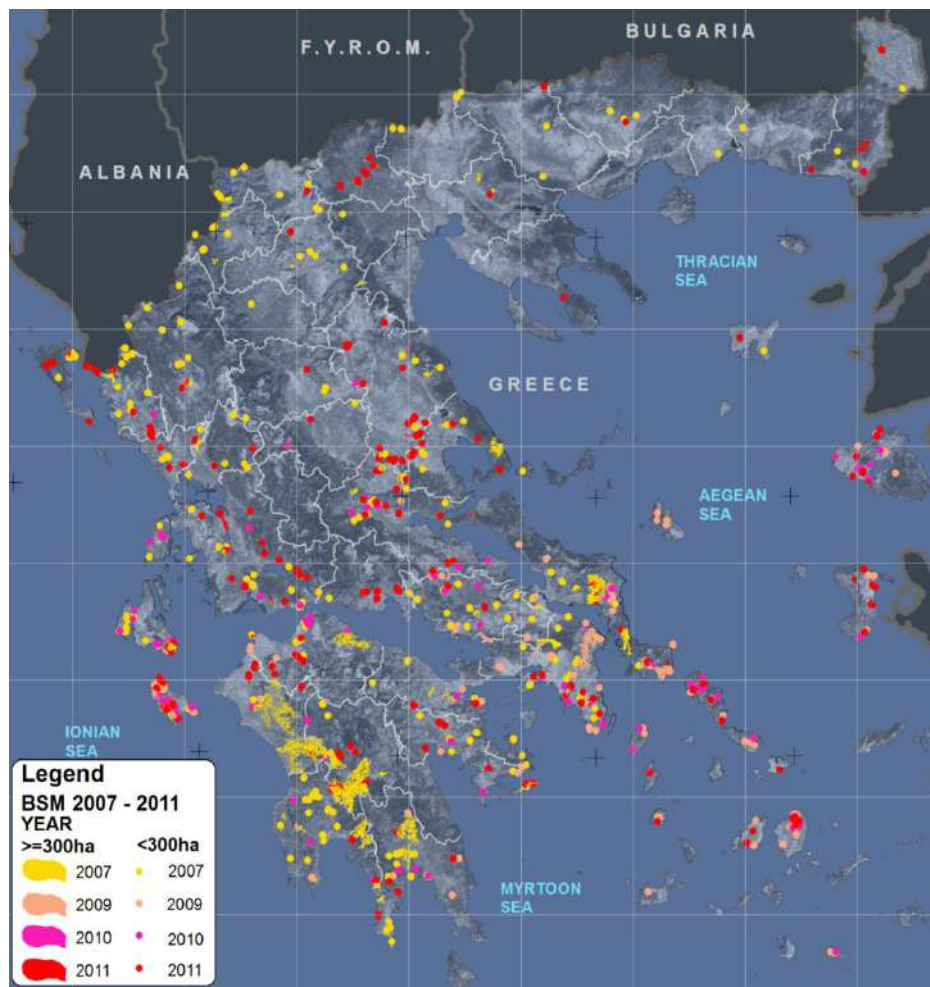 BULGARIA
F.Y.R.O.M.
ALBANIA
THRACIAN
SEA
GREECE
AEGEAN
SEA
IONIAN
SEA
MYRTOON
SEA
Legend
BSM 2007 - 2011
YEAR
>=300ha <300ha
2007 2007
2009 2009
2010 2010
2011 2011